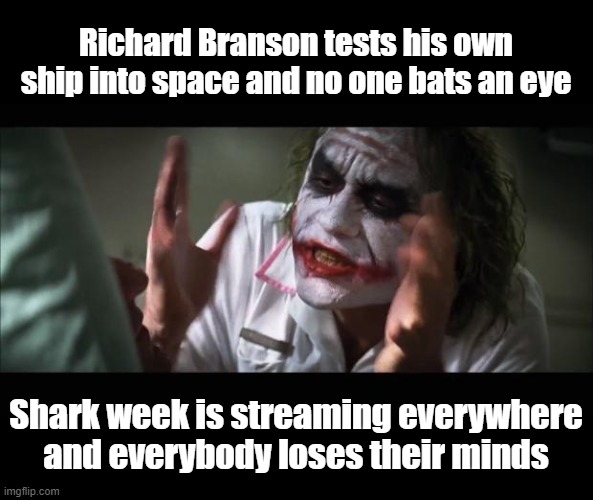 Richard Branson tests his own
ship into space and no one bats an eye
Shark week is streaming everywhere
and everybody loses their minds
imgflip.com